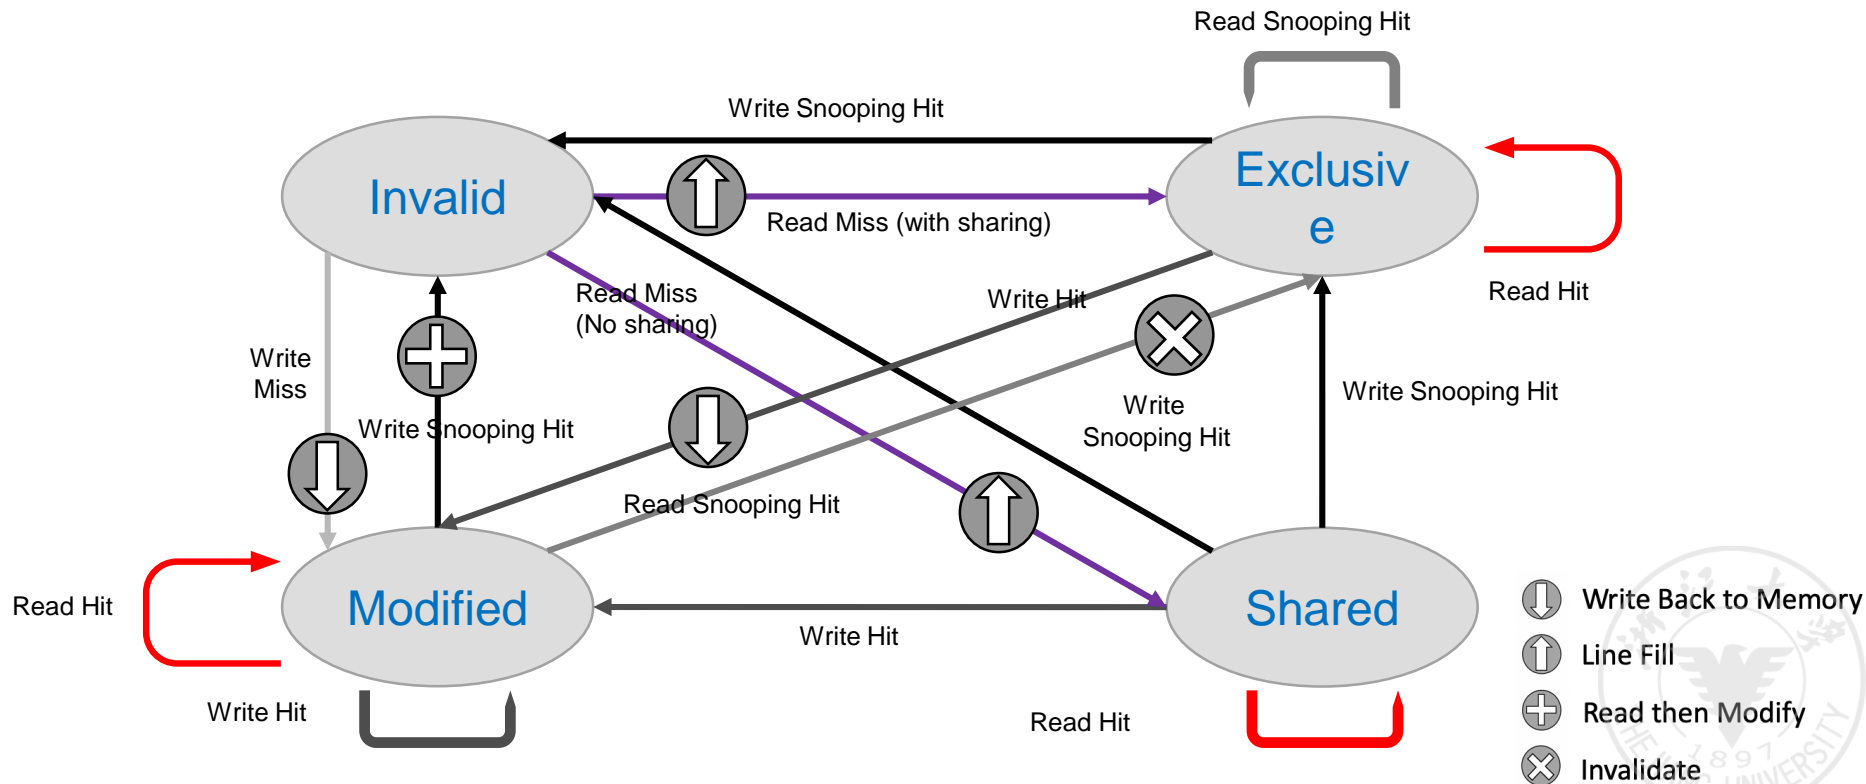 Read Snooping Hit
Write Snooping Hit
Invalid
Exclusiv
e
Read Miss (with sharing)
Read Miss
(No sharing)
Write Hit
Read Hit
Write
Miss
Write Snooping Hit
Write
Snooping Hit
Write Snooping Hit
Read Snooping Hit
Read Hit
Modified
Shared
Write Hit
Write Hit
Read Hit
Write Back to Memory
Line Fill
Read then Modify
Invalidate
1897
UNIVERSITY